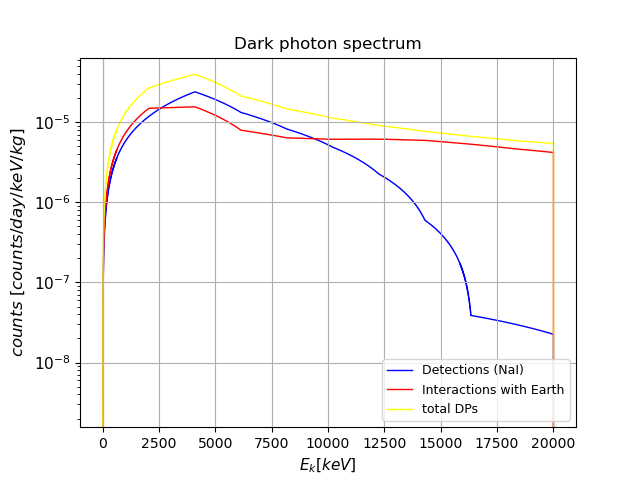 Dark photon spectrum
counts [counts/day/keV/kg]
10⁻⁵
10⁻⁶
10⁻⁷
10⁻⁸
Detections (NaI)
Interactions with Earth
total DPs
0 2500 5000 7500 10000 12500 15000 17500 20000
Eₖ[keV]